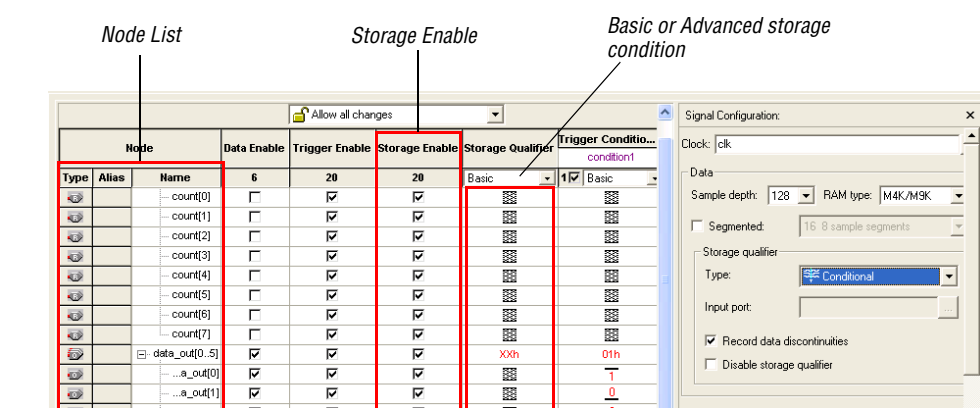 Node List
Storage Enable
Basic or Advanced storage
condition
Allow all changes
Signal Configuration:
Node
Data Enable
Trigger Enable
Storage Enable
Storage Qualifier
Trigger Conditio...
condition1
Clock: clk
Type Alias Name 6 20 20 Basic 1 Basic
Data
count[0]
Sample depth: 128 RAM type: M4K/M9K
count[1]
Segmented: 16 8 sample segments
count[2]
count[3]
Storage qualifier
count[4]
Type: Conditional
count[5]
Input port: ...
count[6]
count[7]
Record data discontinuities
data_out[0..5] XXh 01h
Disable storage qualifier
...a_out[0] 1
...a_out[1] 0